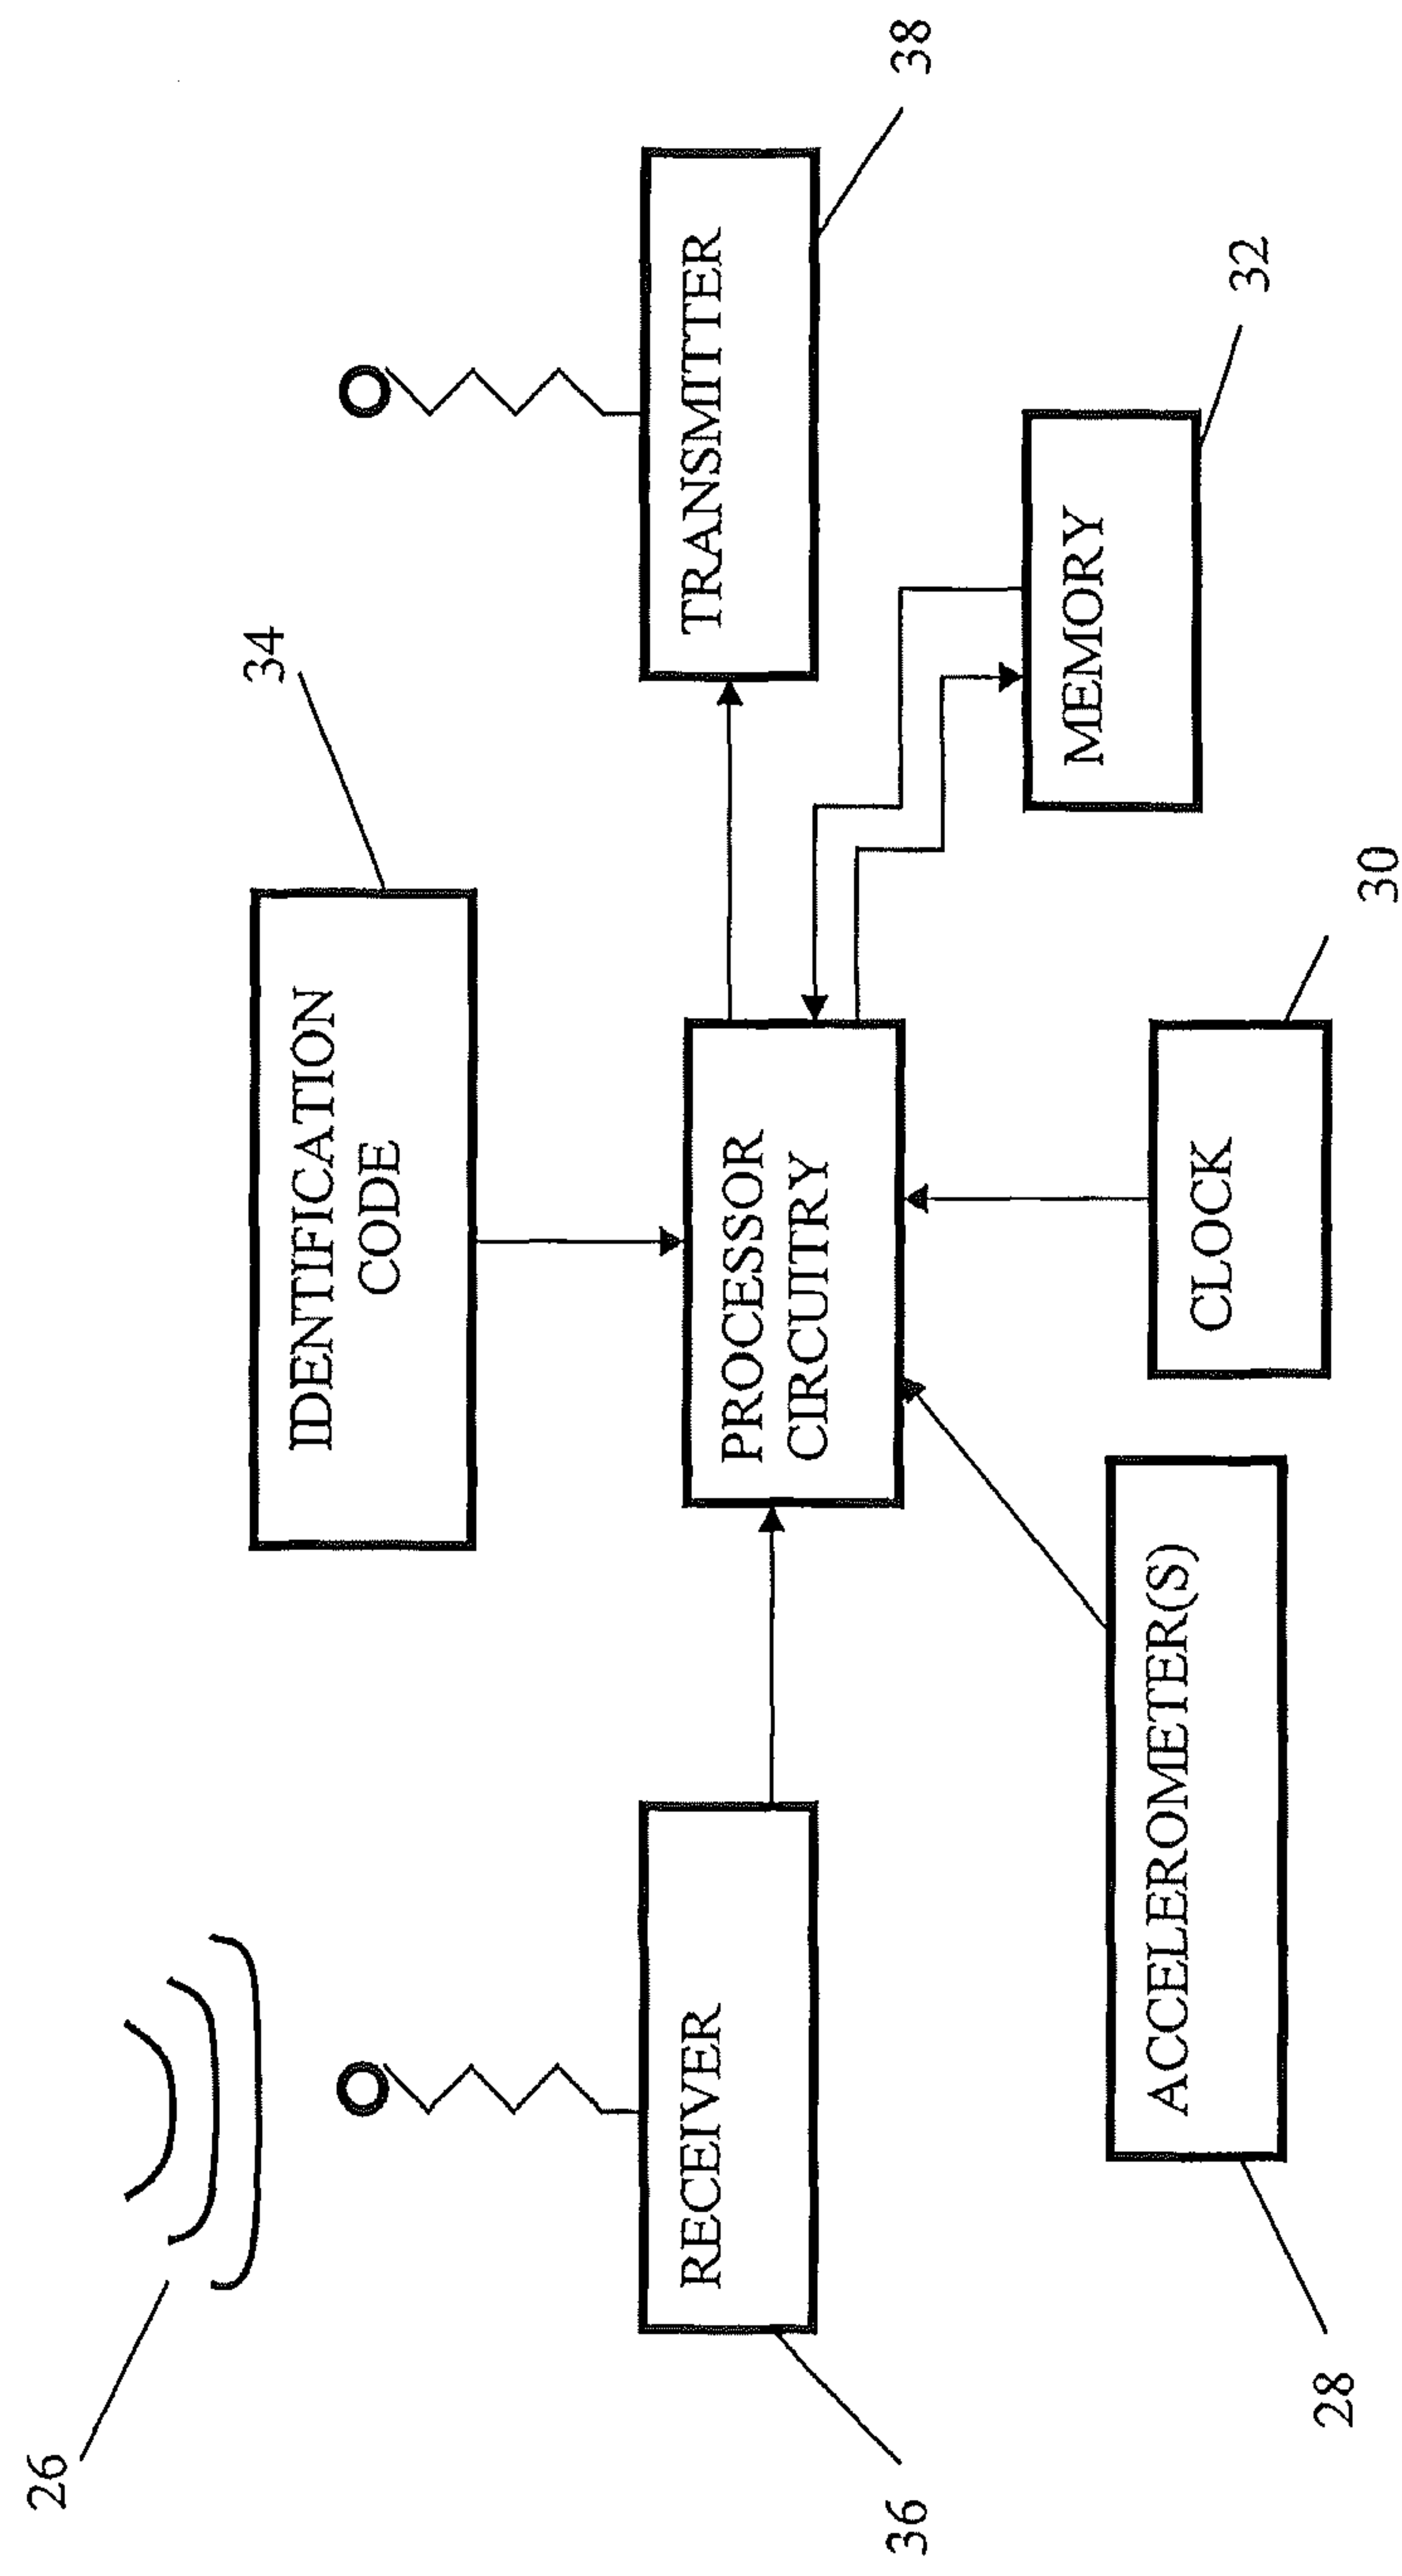 26
34
IDENTIFICATION
CODE
38
36
RECEIVER
PROCESSOR
CIRCUITRY
TRANSMITTER
32
MEMORY
28
ACCELEROMETER(S)
CLOCK
30